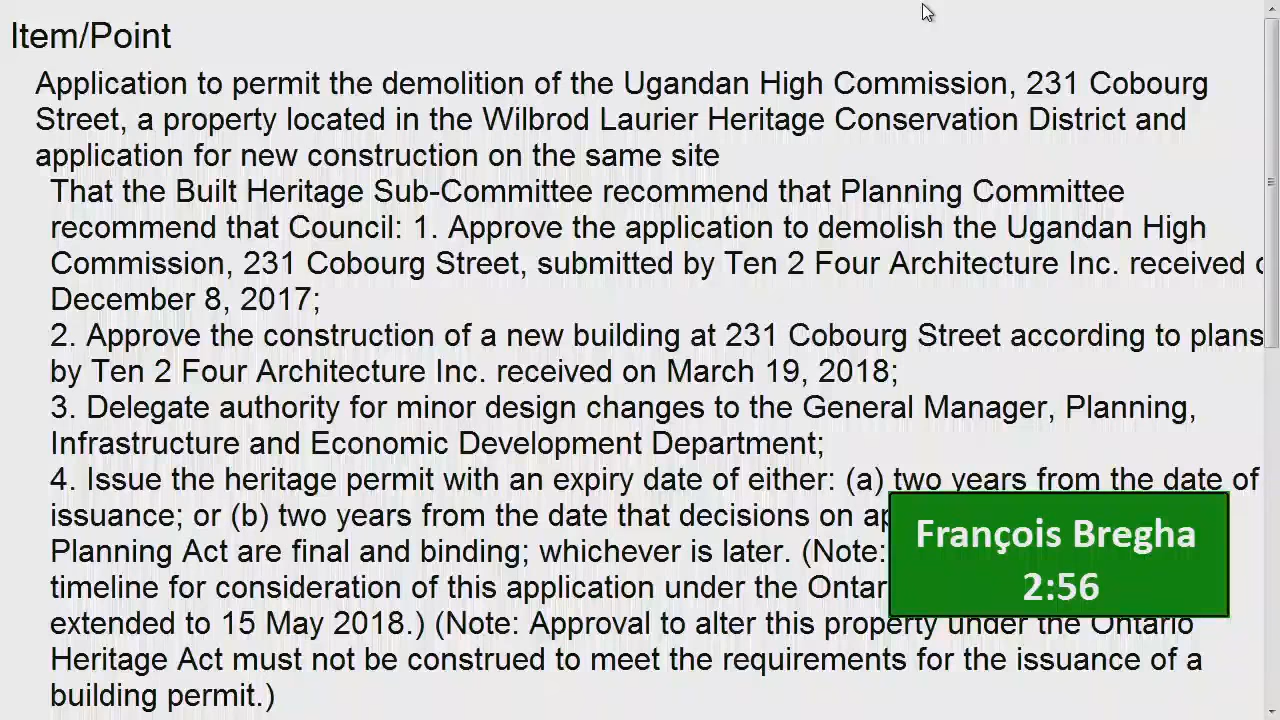 Item/Point
Application to permit the demolition of the Ugandan High Commission, 231 Cobourg
Street, a property located in the Wilbrod Laurier Heritage Conservation District and
application for new construction on the same site
That the Built Heritage Sub-Committee recommend that Planning Committee
recommend that Council: 1. Approve the application to demolish the Ugandan High
Commission, 231 Cobourg Street, submitted by Ten 2 Four Architecture Inc. received
December 8, 2017;
2. Approve the construction of a new building at 231 Cobourg Street according to plans
by Ten 2 Four Architecture Inc. received on March 19, 2018;
3. Delegate authority for minor design changes to the General Manager, Planning,
Infrastructure and Economic Development Department;
4. Issue the heritage permit with an expiry date of either: (a) two years from the date of
issuance; or (b) two years from the date that decisions on
Planning Act are final and binding; whichever is later. (Note:
timeline for consideration of this application under the
extended to 15 May 2018.) (Note: Approval to alter this property under the Ontario
Heritage Act must not be construed to meet the requirements for the issuance of a
building permit.)
François Bregha
2:56